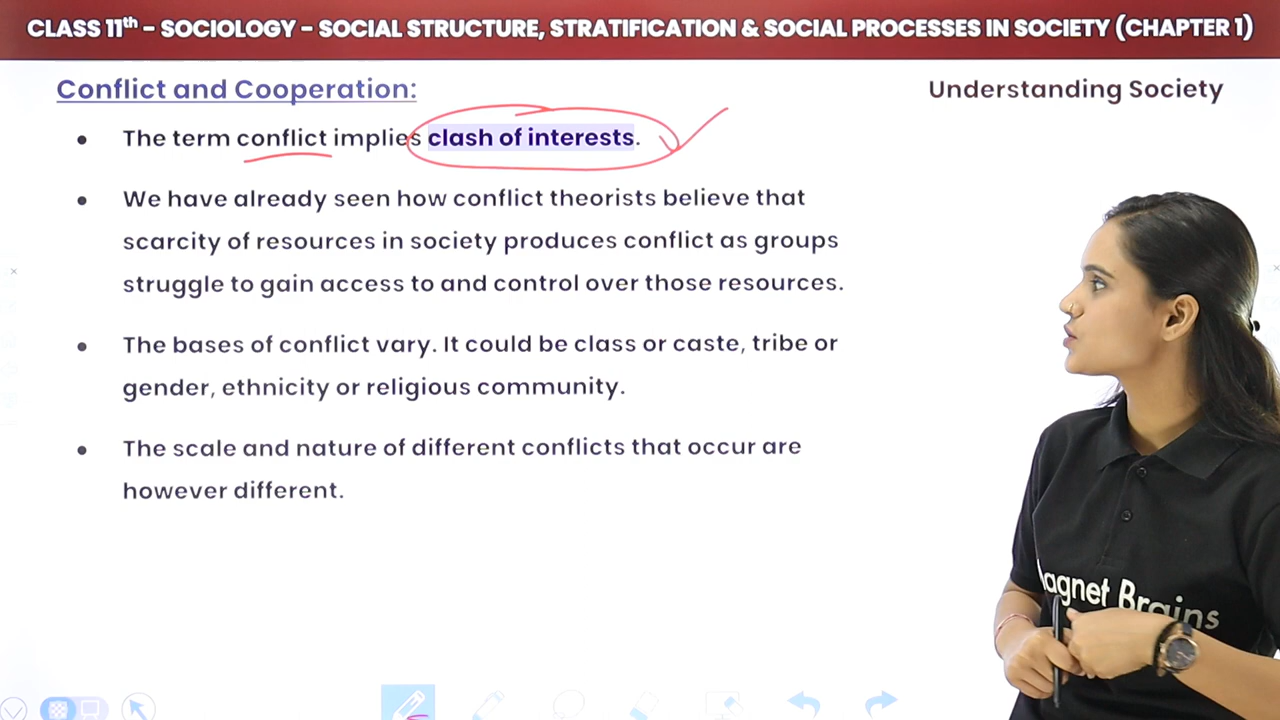 CLASS 11th – SOCIOLOGY – SOCIAL STRUCTURE, STRATIFICATION & SOCIAL PROCESSES IN SOCIETY (CHAPTER 1)
Conflict and Cooperation:
Understanding Society
• The term conflict implies clash of interests.
• We have already seen how conflict theorists believe that
scarcity of resources in society produces conflict as groups
struggle to gain access to and control over those resources.
• The bases of conflict vary. It could be class or caste, tribe or
gender, ethnicity or religious community.
• The scale and nature of different conflicts that occur are
however different.
agnet Brains